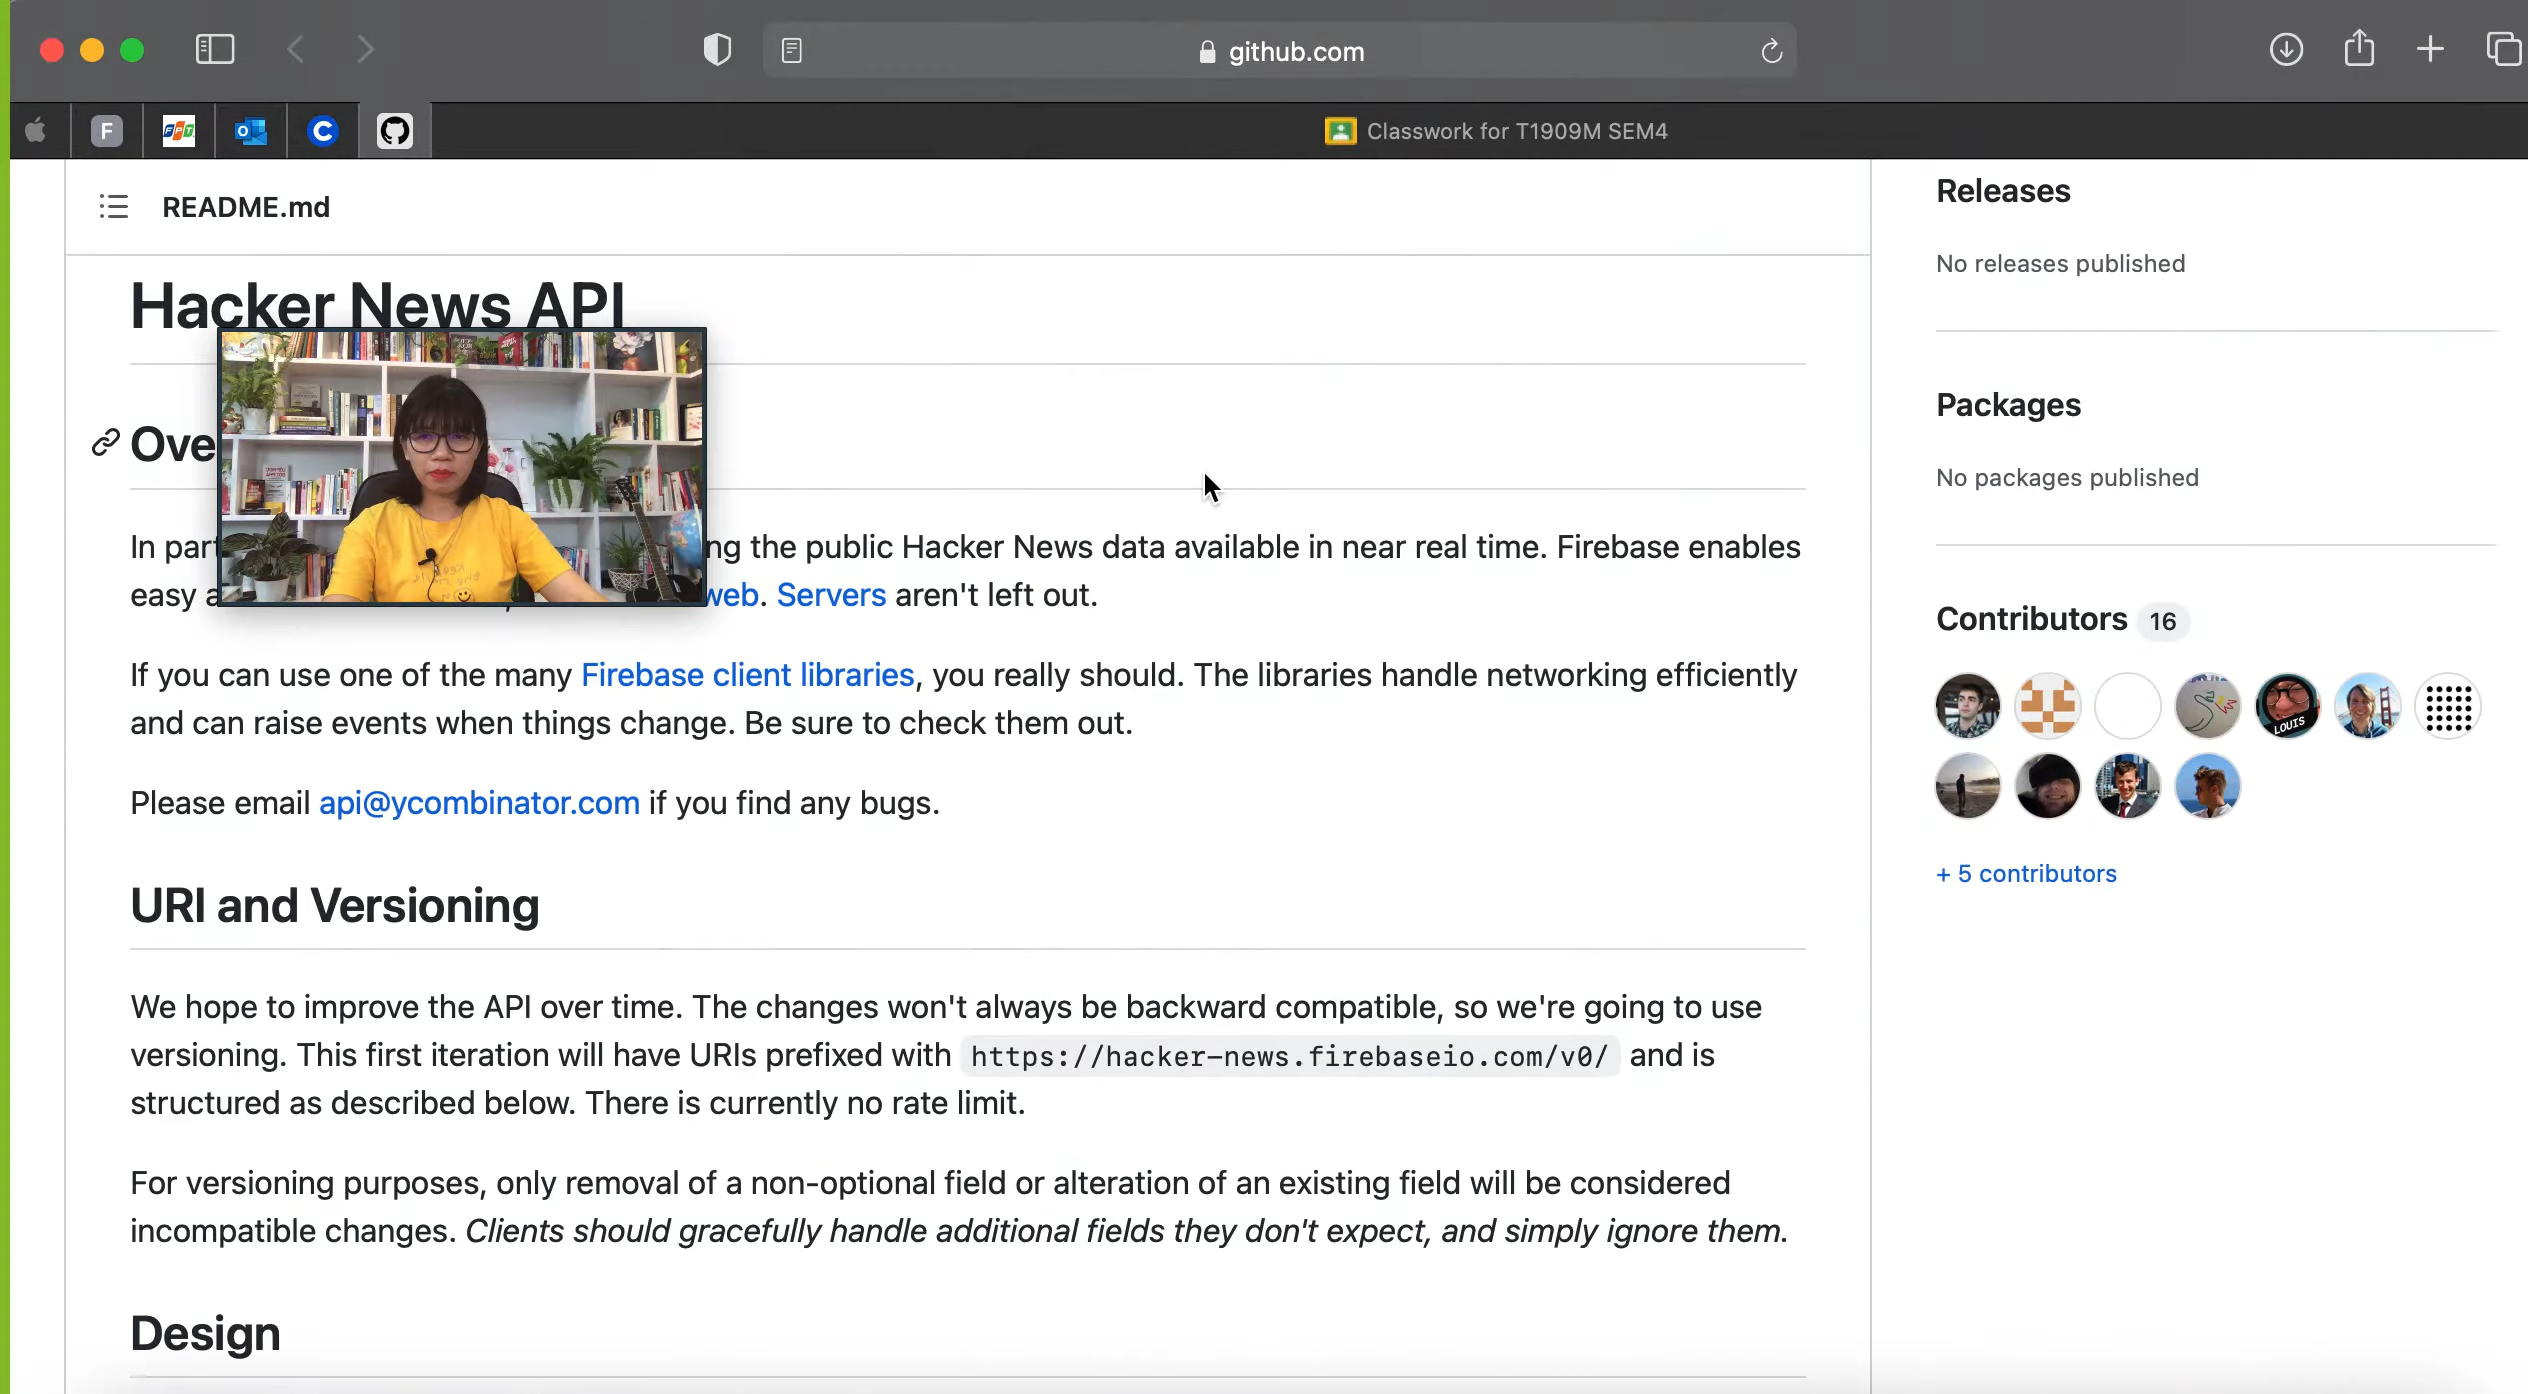 github.com
F
FPT
C
Classwork for T1909M SEM4
README.md
Hacker News API
Ove
In part
ng the public Hacker News data available in near real time. Firebase enables
easy a
web. Servers aren't left out.
If you can use one of the many Firebase client libraries, you really should. The libraries handle networking efficiently
and can raise events when things change. Be sure to check them out.
Please email api@ycombinator.com if you find any bugs.
URI and Versioning
We hope to improve the API over time. The changes won't always be backward compatible, so we're going to use
versioning. This first iteration will have URIs prefixed with https://hacker-news.firebaseio.com/v0/ and is
structured as described below. There is currently no rate limit.
For versioning purposes, only removal of a non-optional field or alteration of an existing field will be considered
incompatible changes. Clients should gracefully handle additional fields they don't expect, and simply ignore them.
Design
Releases
No releases published
Packages
No packages published
Contributors 16
LOUIS
+ 5 contributors